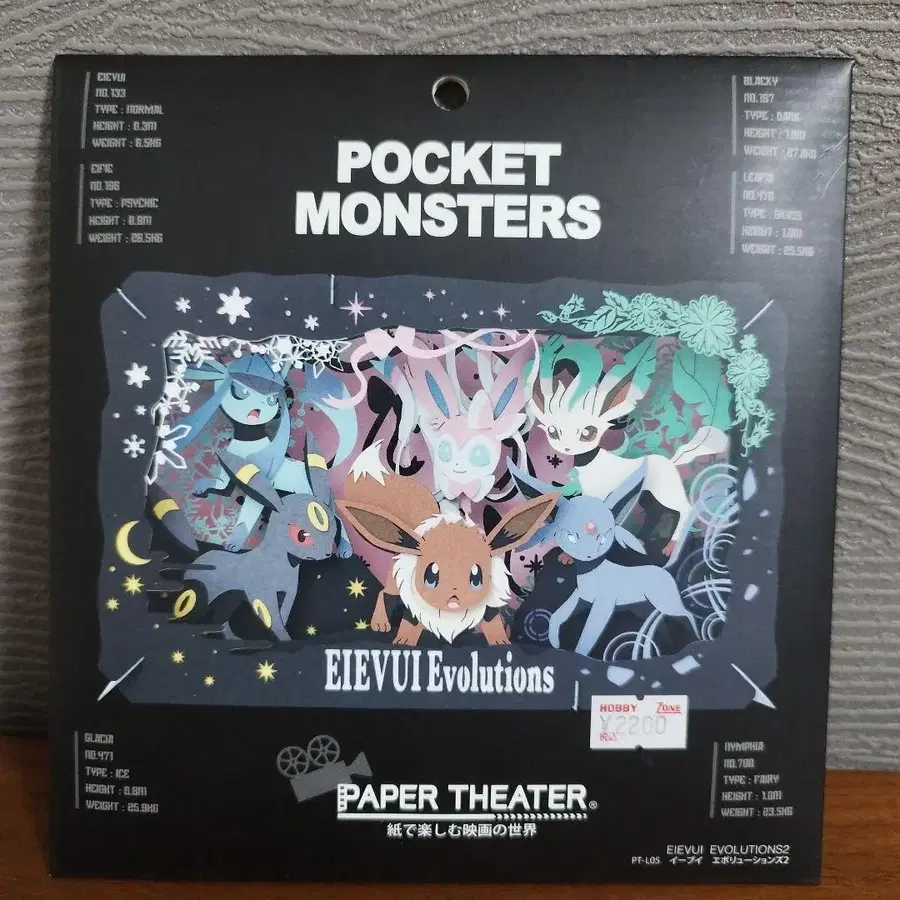 EIEVUI
NO.133
TYPE : NORMAL
HEIGHT : 0.3M
WEIGHT : 6.5KG
EIFIE
NO.196
TYPE : PSYCHIC
HEIGHT : 0.9M
WEIGHT : 26.5KG
BLACKY
NO.197
TYPE : DARK
HEIGHT : 1.0M
WEIGHT : 27.0KG
LEAFIA
NO.470
TYPE : GRASS
HEIGHT : 1.0M
WEIGHT : 25.5KG
POCKET
MONSTERS
EIEVUI Evolutions
HOBBY ZONE
¥2200
GLACIA
NO.471
TYPE : ICE
HEIGHT : 0.8M
WEIGHT : 25.9KG
NYMPHIA
NO.700
TYPE : FAIRY
HEIGHT : 1.0M
WEIGHT : 23.5KG
PAPER THEATER®
紙で楽しむ映画の世界
EIEVUI EVOLUTIONS2
PT-L05 イーブイ エボリューションズ2